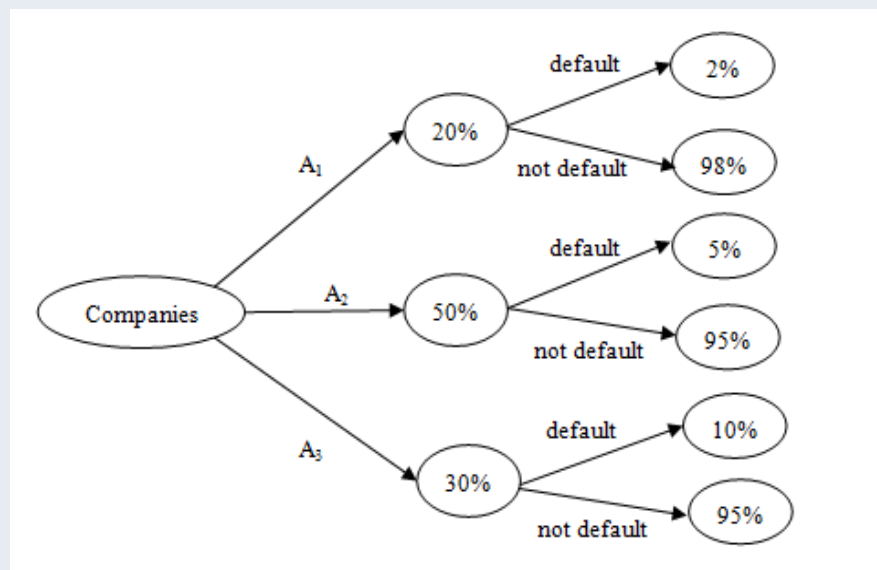 default
2%
20%
A₁
not default
98%
default
5%
Companies
A₂
50%
not default
95%
default
10%
A₃
30%
not default
95%